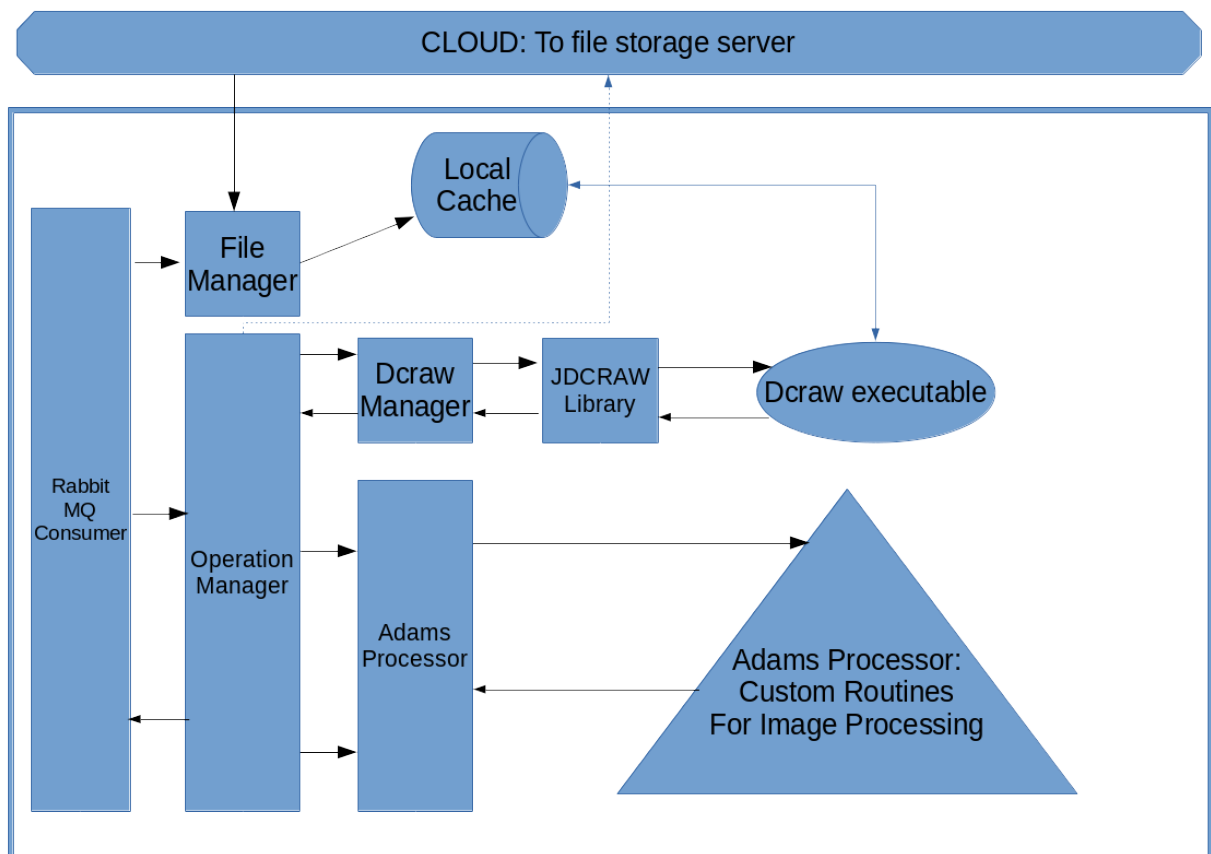 CLOUD: To file storage server
Local
Cache
File
Manager
Dcraw
Manager
JDCRAW
Library
Dcraw executable
Rabbit
MQ
Consumer
Operation
Manager
Adams
Processor
Adams Processor:
Custom Routines
For Image Processing